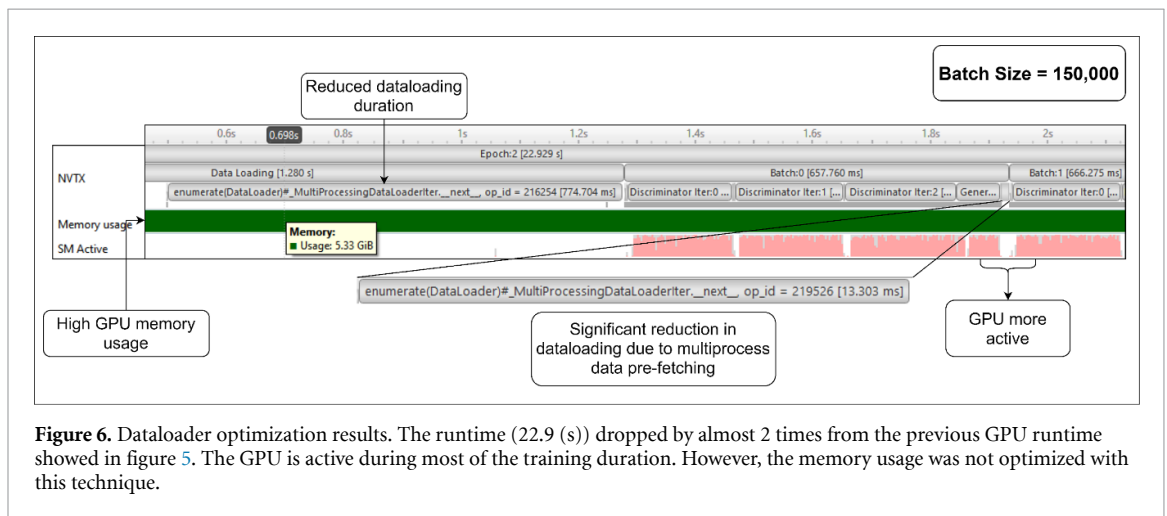 Batch Size = 150,000
Reduced dataloading
duration
0.6s 0.698s 0.8s 1s 1.2s 1.4s 1.6s 1.8s 2s
Epoch:2 [22.929 s]
NVTX
Data Loading [1.280 s] Batch:0 [657.760 ms] Batch:1 [666.275 ms]
enumerate(DataLoader)#_MultiProcessingDataLoaderIter.__next__, op_id = 216254 [774.704 ms] Discriminator Iter:0 ... Discriminator Iter:1 [... Discriminator Iter:2 [... Gener... Discriminator Iter:0 [...
Memory usage
Memory:
Usage: 5.33 GiB
SM Active
enumerate(DataLoader)#_MultiProcessingDataLoaderIter.__next__, op_id = 219526 [13.303 ms]
High GPU memory
usage
Significant reduction in
dataloading due to multiprocess
data pre-fetching
GPU more
active
Figure 6. Dataloader optimization results. The runtime (22.9 (s)) dropped by almost 2 times from the previous GPU runtime
showed in figure 5. The GPU is active during most of the training duration. However, the memory usage was not optimized with
this technique.